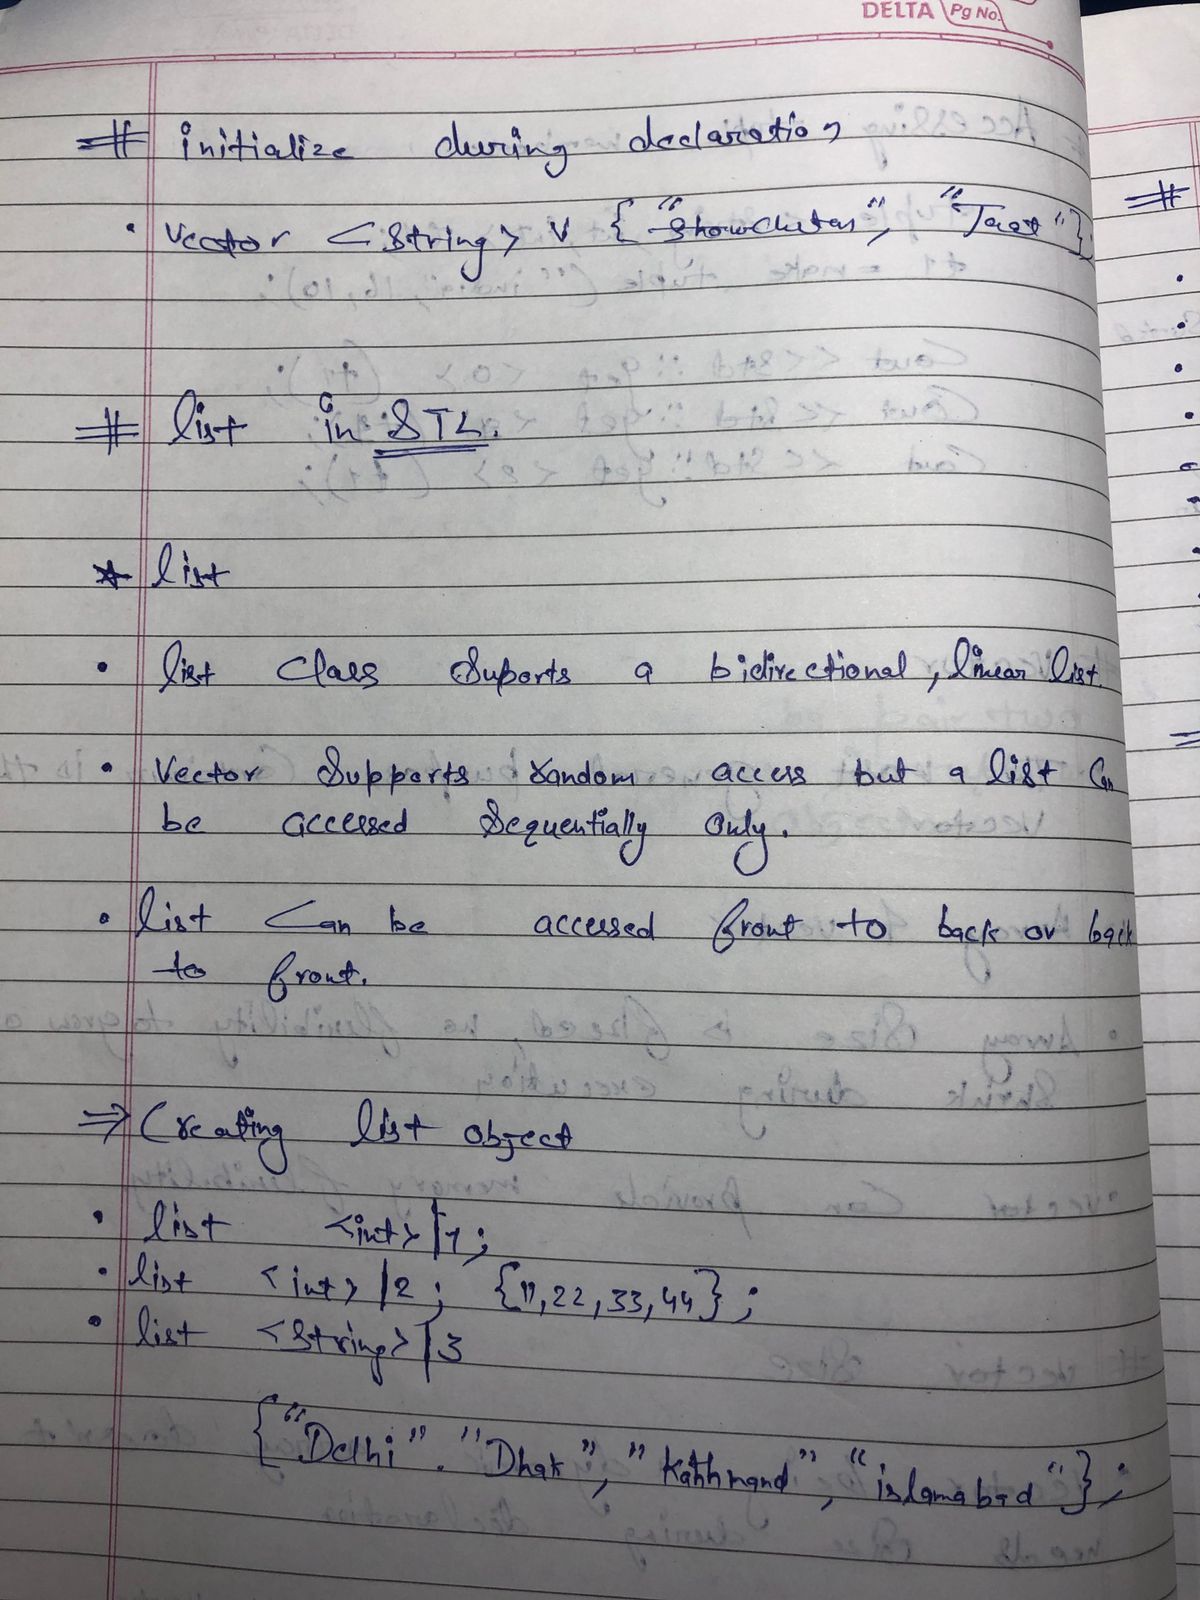 DELTA Pg No.
# initialize during declaration
• Vector <String> v { "Showchutan", "Test" };
# list in STL.
* list
• list Class Suports a bidirectional, linear list.
• Vector Supports random access but a list Can
be accessed Sequentially Only.
• list Can be accessed front to back or back
to front.
⇒ Creating list object
• list <int> l1;
• list <int> l2; {11,22,33,44};
• list <String> l3
{"Delhi". "Dhak", "Kathmand", "islamabad"};